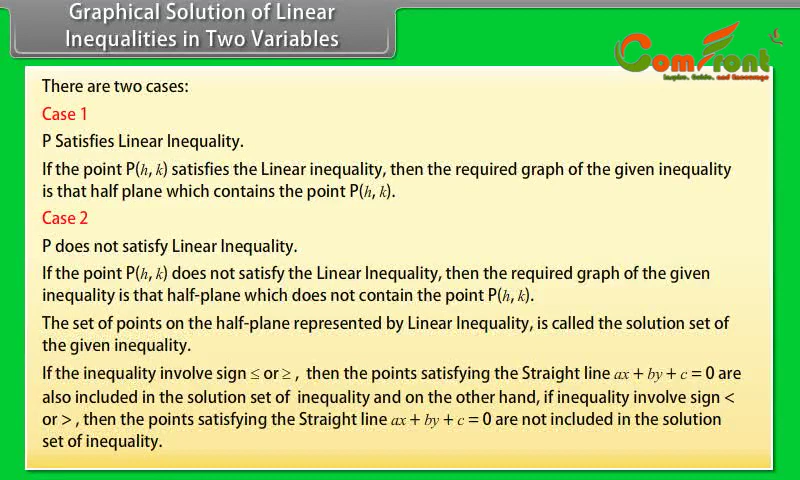 Graphical Solution of Linear
Inequalities in Two Variables
ComFront
Inspire, Guide, and Encourage
There are two cases:
Case 1
P Satisfies Linear Inequality.
If the point P(h, k) satisfies the Linear inequality, then the required graph of the given inequality
is that half plane which contains the point P(h, k).
Case 2
P does not satisfy Linear Inequality.
If the point P(h, k) does not satisfy the Linear Inequality, then the required graph of the given
inequality is that half-plane which does not contain the point P(h, k).
The set of points on the half-plane represented by Linear Inequality, is called the solution set of
the given inequality.
If the inequality involve sign ≤ or ≥ , then the points satisfying the Straight line ax + by + c = 0 are
also included in the solution set of inequality and on the other hand, if inequality involve sign <
or > , then the points satisfying the Straight line ax + by + c = 0 are not included in the solution
set of inequality.